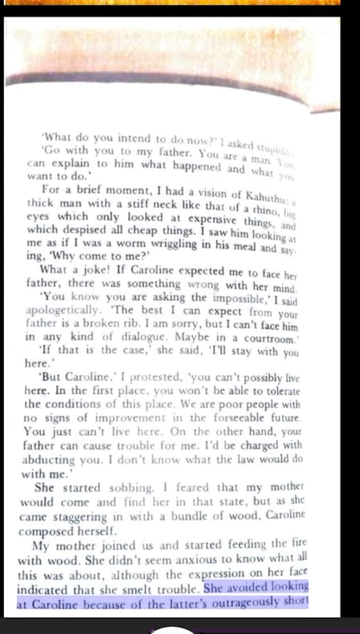 'What do you intend to do now?' I asked stupidly.
'Go with you to my father. You are a man. You
can explain to him what happened and what you
want to do.'
For a brief moment, I had a vision of Kahuthu: a
thick man with a stiff neck like that of a rhino, big
eyes which only looked at expensive things, and
which despised all cheap things. I saw him looking at
me as if I was a worm wriggling in his meal and say-
ing, 'Why come to me?'
What a joke! If Caroline expected me to face her
father, there was something wrong with her mind.
'You know you are asking the impossible,' I said
apologetically. 'The best I can expect from your
father is a broken rib. I am sorry, but I can't face him
in any kind of dialogue. Maybe in a courtroom.'
'If that is the case,' she said, 'I'll stay with you
here.'
'But Caroline,' I protested, 'you can't possibly live
here. In the first place, you won't be able to tolerate
the conditions of this place. We are poor people with
no signs of improvement in the forseeable future.
You just can't live here. On the other hand, your
father can cause trouble for me. I'd be charged with
abducting you. I don't know what the law would do
with me.'
She started sobbing. I feared that my mother
would come and find her in that state, but as she
came staggering in with a bundle of wood, Caroline
composed herself.
My mother joined us and started feeding the fire
with wood. She didn't seem anxious to know what all
this was about, although the expression on her face
indicated that she smelt trouble. She avoided looking
at Caroline because of the latter's outrageously short